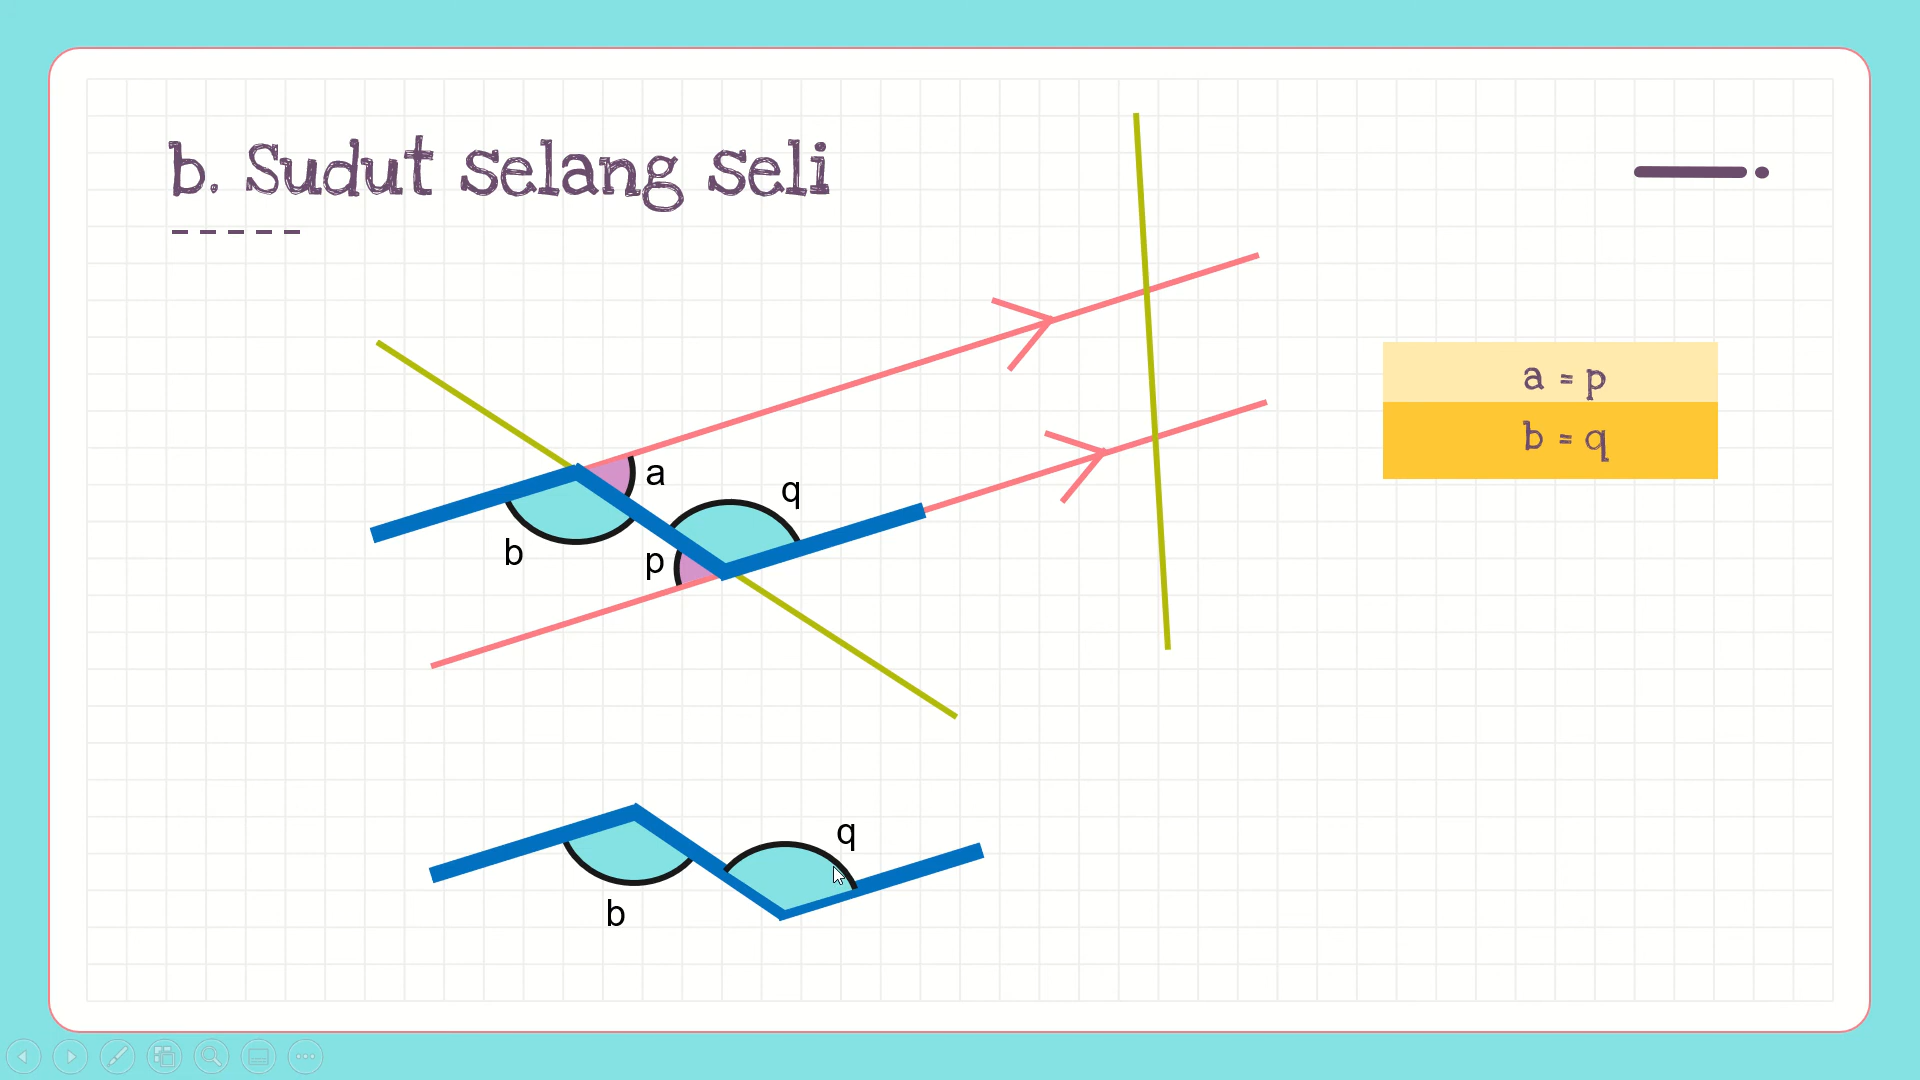 b. Sudut selang seli
a
q
b
p
a = p
b = q
q
b